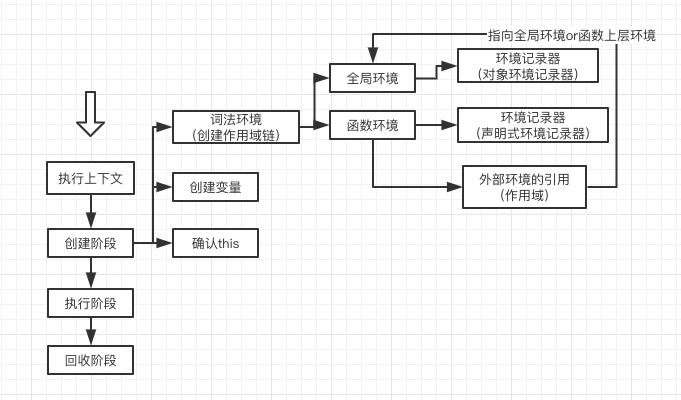 指向全局环境or函数上层环境
环境记录器
(对象环境记录器)
全局环境
词法环境
(创建作用域链)
函数环境
环境记录器
(声明式环境记录器)
执行上下文
创建变量
外部环境的引用
(作用域)
创建阶段
确认this
执行阶段
回收阶段